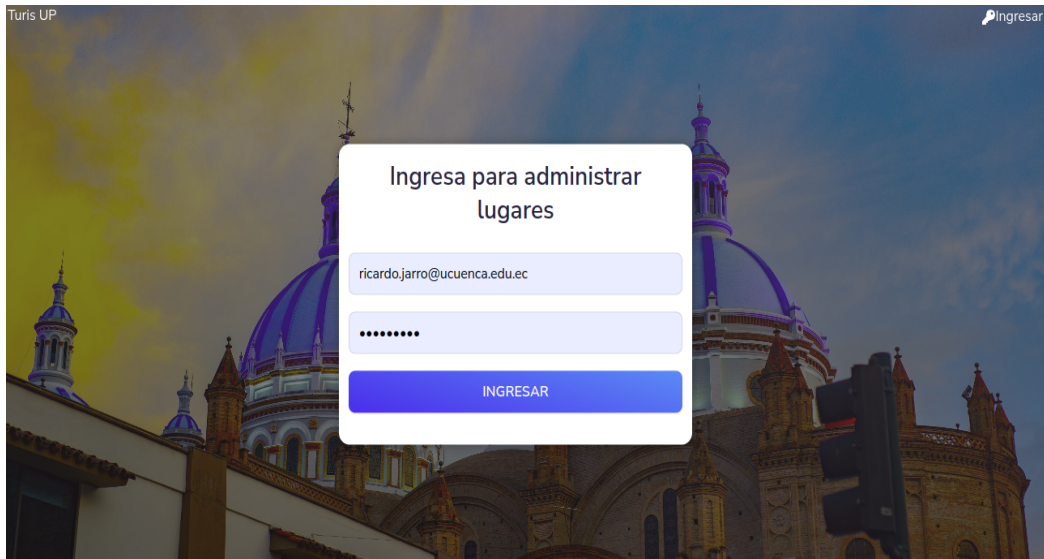 Turis UP
Ingresar
Ingresa para administrar
lugares
ricardo.jarro@ucuenca.edu.ec
•••••••••
INGRESAR